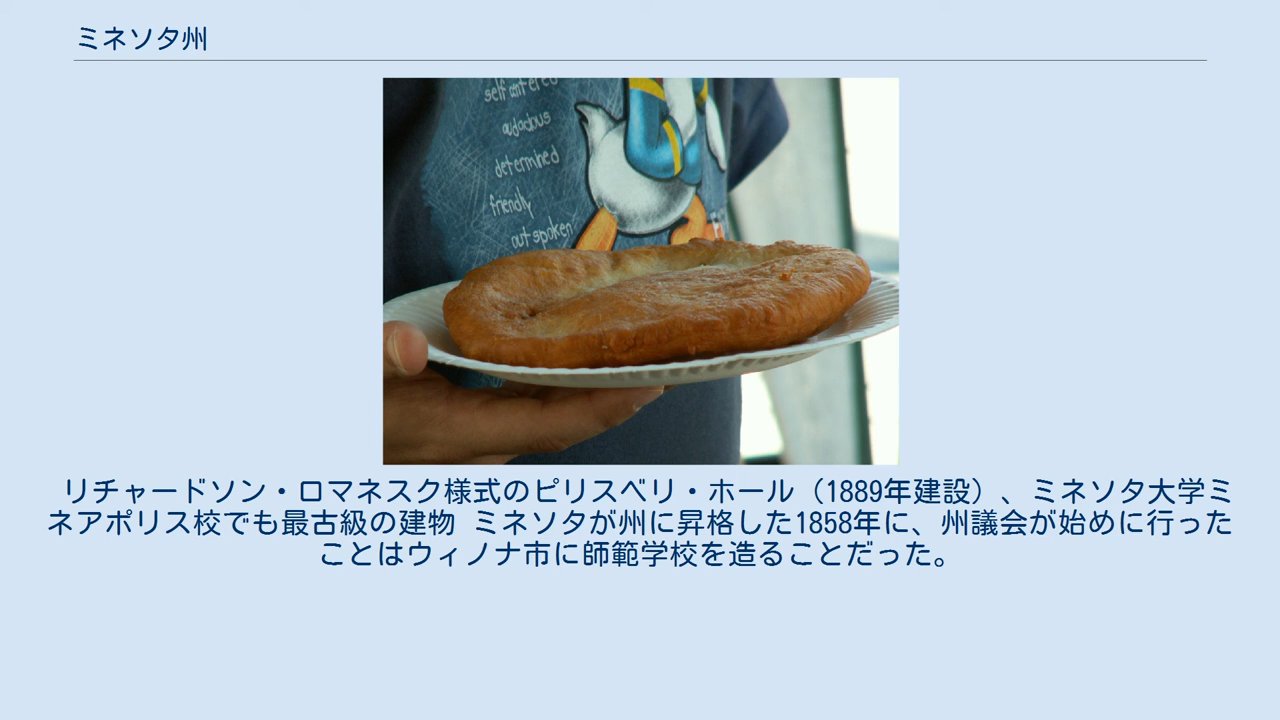 ミネソタ州
self centered
audacious
determined
friendly
outspoken
リチャードソン・ロマネスク様式のピリスベリ・ホール（1889年建設）、ミネソタ大学ミ
ネアポリス校でも最古級の建物 ミネソタが州に昇格した1858年に、州議会が始めに行った
ことはウィノナ市に師範学校を造ることだった。